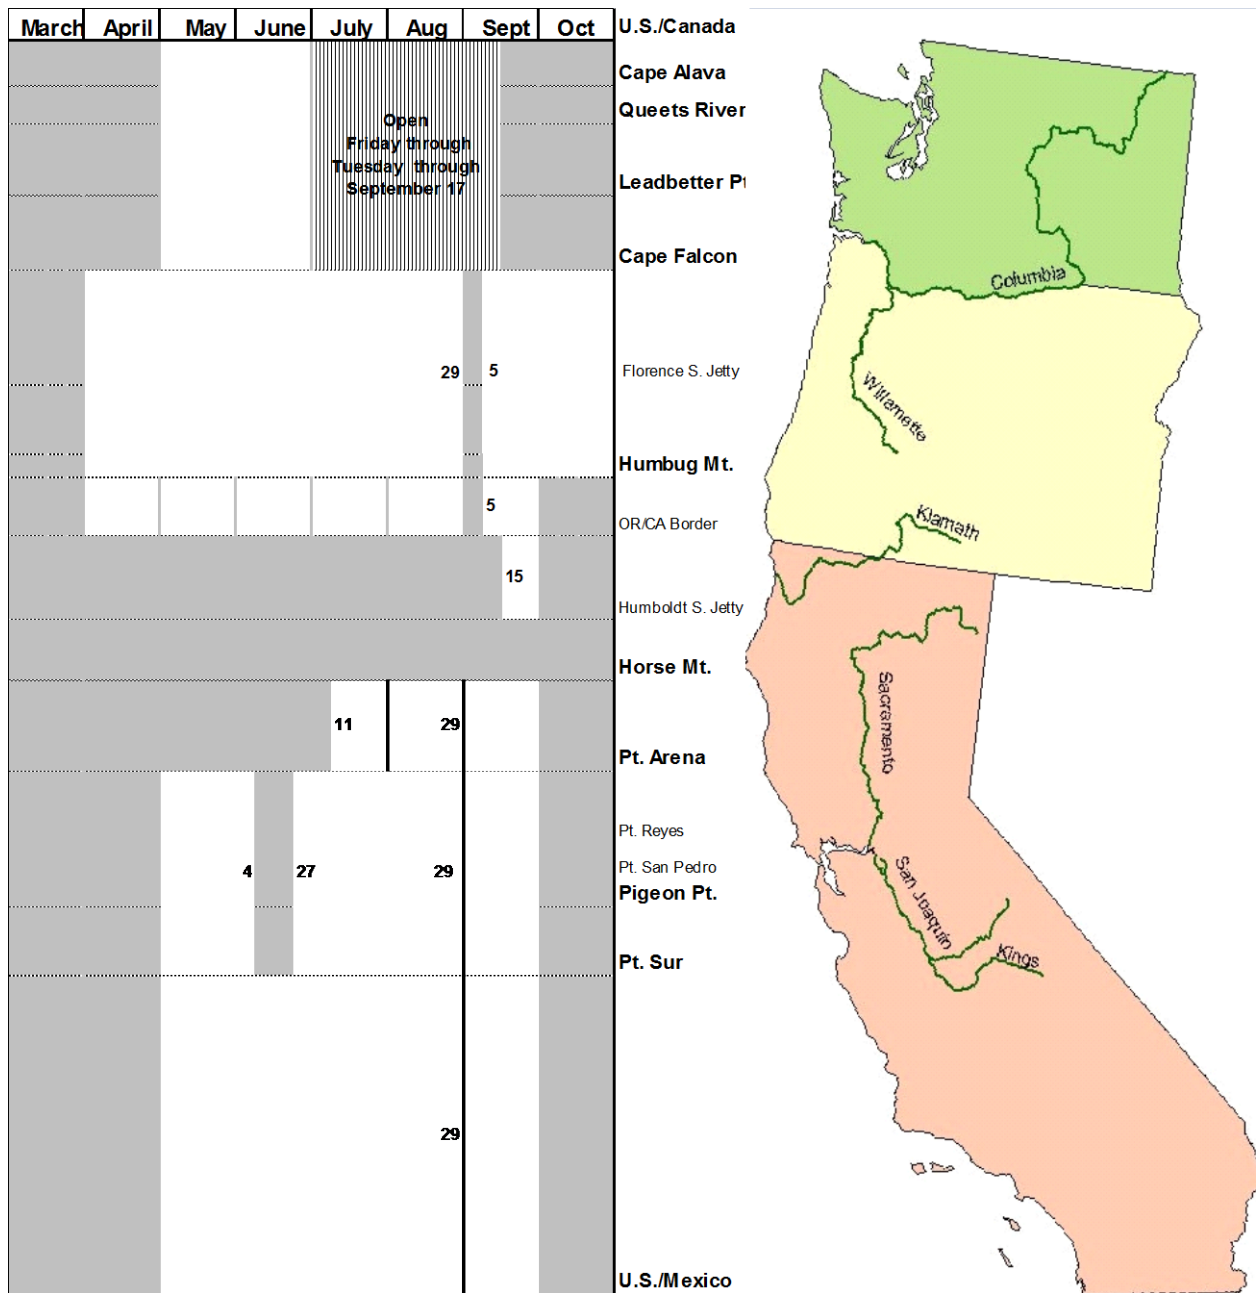 March April May June July Aug Sept Oct
U.S./Canada
Cape Alava
Queets River
Open
Friday through
Tuesday through
September 17
Leadbetter Pt
Cape Falcon
29 5
Florence S. Jetty
Humbug Mt.
5
OR/CA Border
15
Humboldt S. Jetty
Horse Mt.
11 29
Pt. Arena
Pt. Reyes
4 27 29
Pt. San Pedro
Pigeon Pt.
Pt. Sur
29
U.S./Mexico
Columbia
Willamette
Klamath
Sacramento
San Joaquin
Kings